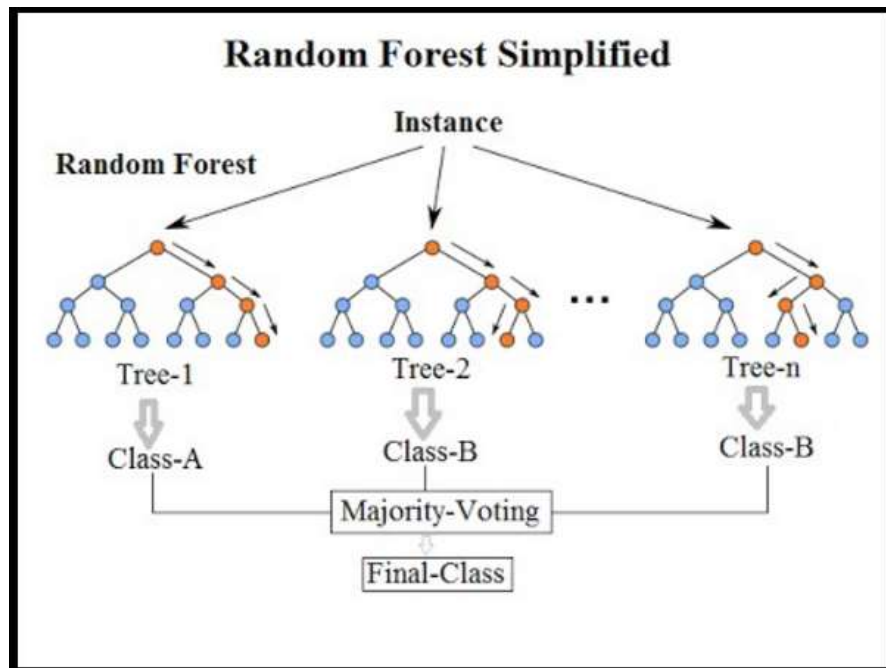 Random Forest Simplified
Instance
Random Forest
...
Tree-1 Tree-2 Tree-n
Class-A Class-B Class-B
Majority-Voting
Final-Class